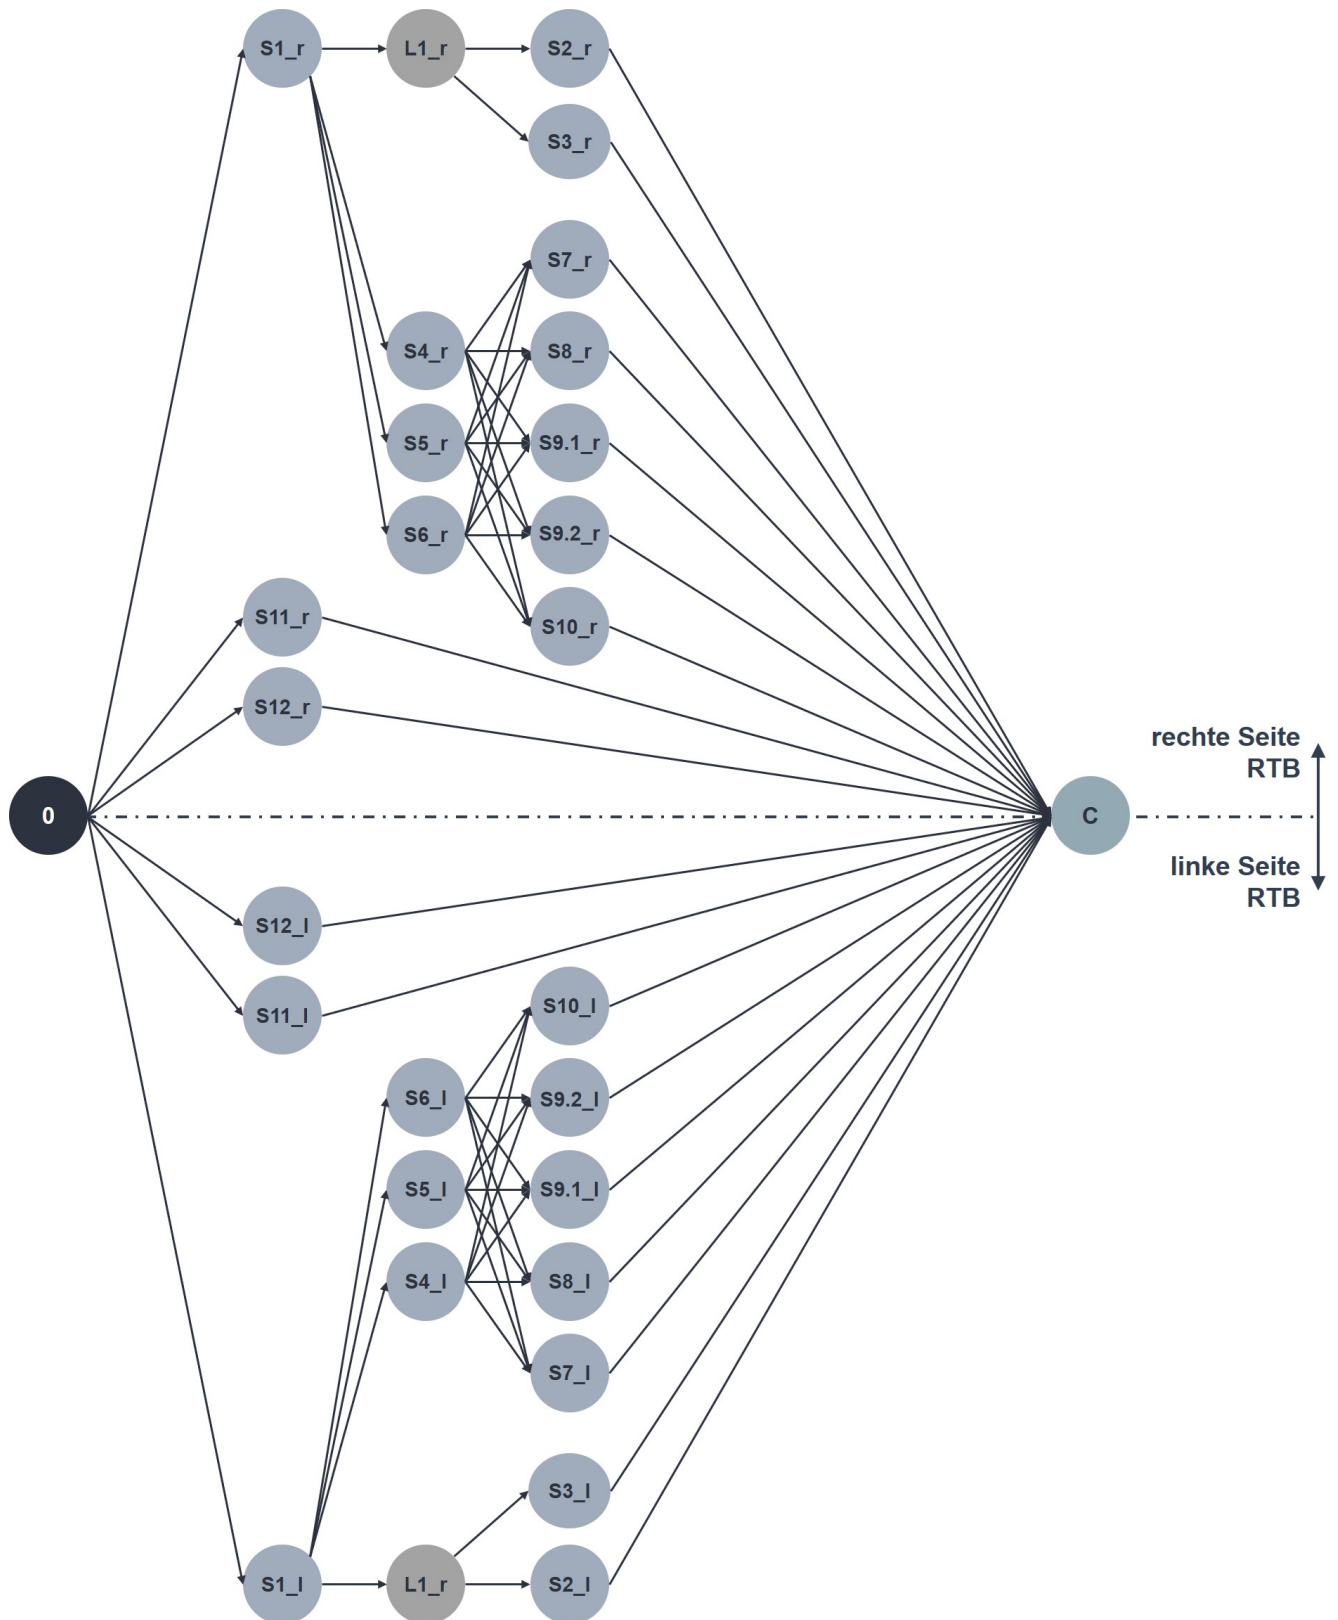 S1_r
L1_r
S2_r
S3_r
S7_r
S4_r
S8_r
S5_r
S9.1_r
S6_r
S9.2_r
S11_r
S10_r
S12_r
rechte Seite
RTB
0
C
linke Seite
RTB
S12_l
S11_l
S10_l
S6_l
S9.2_l
S5_l
S9.1_l
S4_l
S8_l
S7_l
S3_l
S1_l
L1_r
S2_l